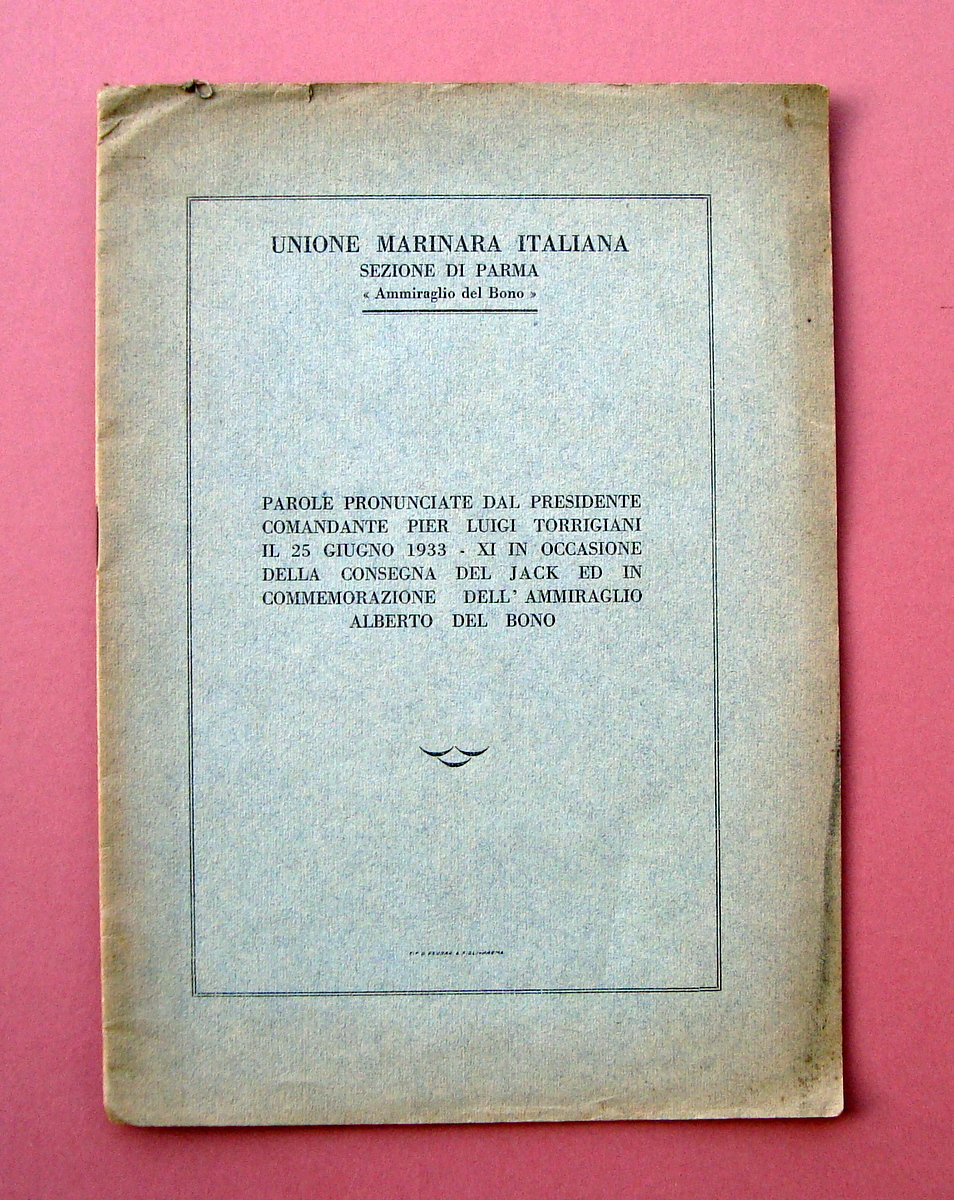 UNIONE MARINARA ITALIANA
SEZIONE DI PARMA
« Ammiraglio del Bono »
PAROLE PRONUNCIATE DAL PRESIDENTE
COMANDANTE PIER LUIGI TORRIGIANI
IL 25 GIUGNO 1933 - XI IN OCCASIONE
DELLA CONSEGNA DEL JACK ED IN
COMMEMORAZIONE DELL' AMMIRAGLIO
ALBERTO DEL BONO